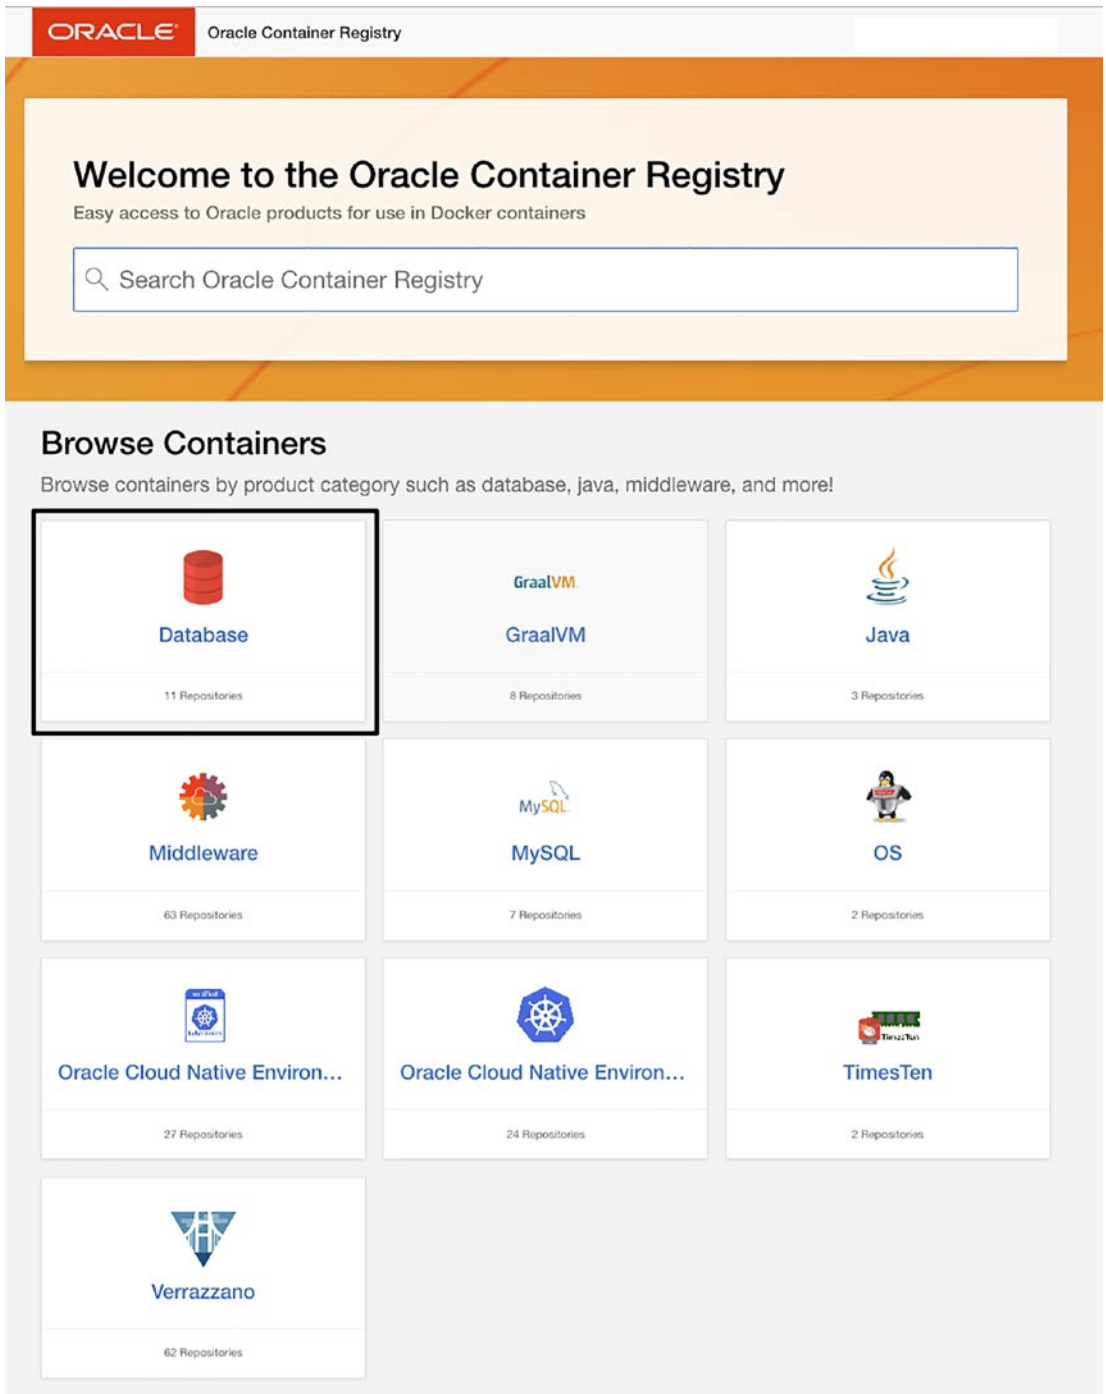 ORACLE Oracle Container Registry
Welcome to the Oracle Container Registry
Easy access to Oracle products for use in Docker containers
Search Oracle Container Registry
Browse Containers
Browse containers by product category such as database, java, middleware, and more!
Database
11 Repositories
GraalVM
GraalVM
8 Repositories
Java
3 Repositories
Middleware
63 Repositories
MySQL
MySQL
7 Repositories
OS
2 Repositories
Oracle Cloud Native Environ...
27 Repositories
Oracle Cloud Native Environ...
24 Repositories
TimesTen
TimesTen
2 Repositories
Verrazzano
62 Repositories